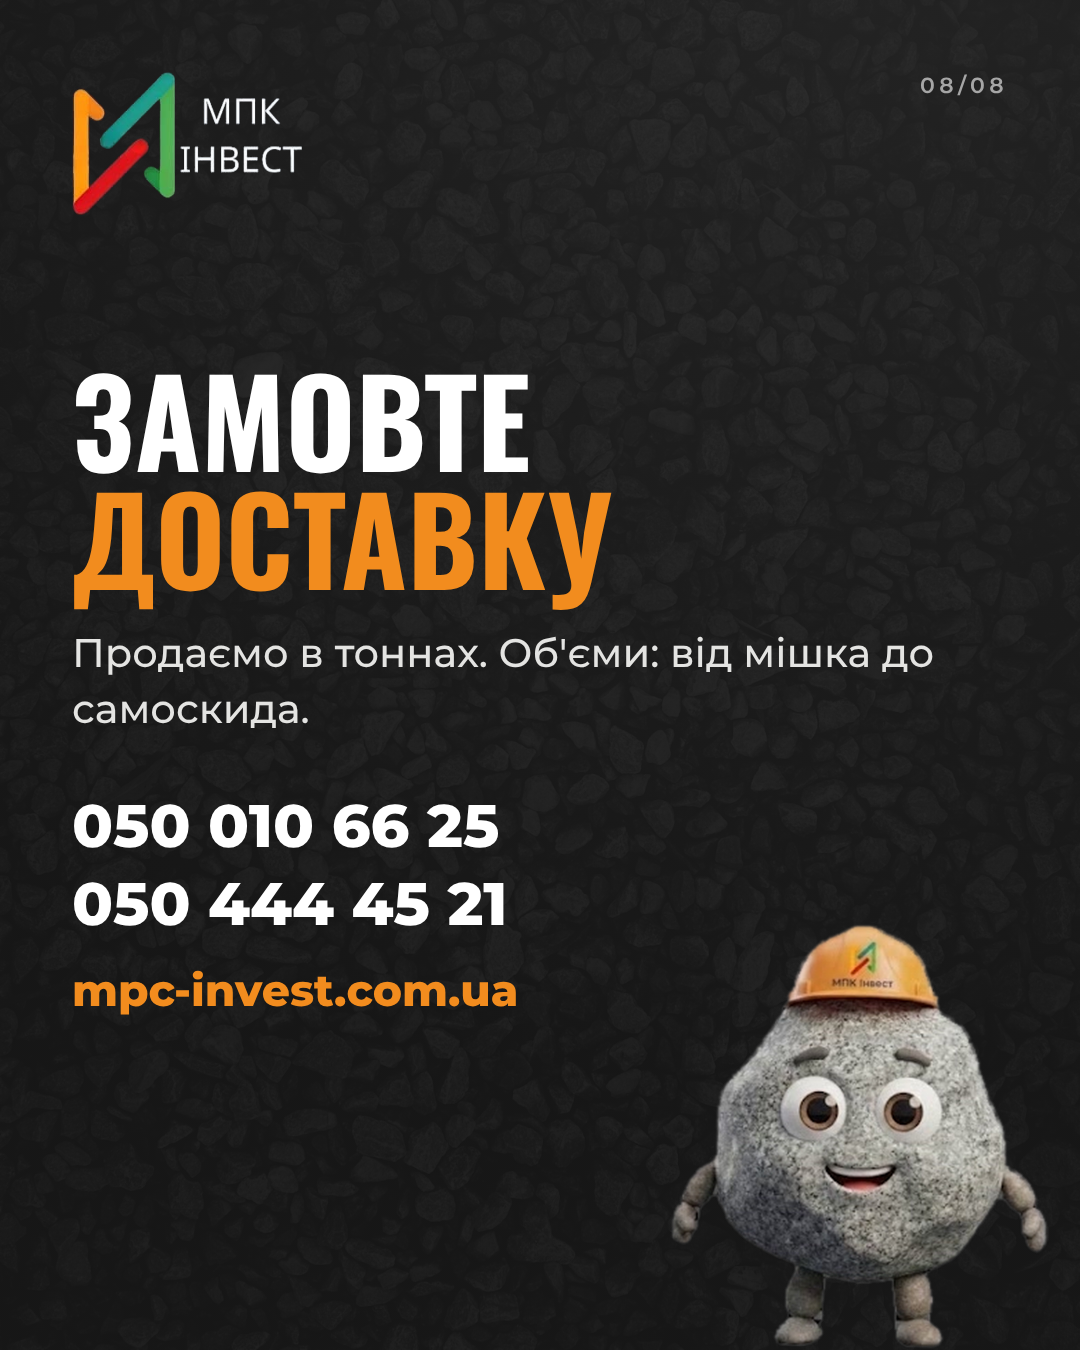 МПК
ІНВЕСТ
08/08
ЗАМОВТЕ
ДОСТАВКУ
Продаємо в тоннах. Об'єми: від мішка до
самоскида.
050 010 66 25
050 444 45 21
mpc-invest.com.ua
МПК Інвест